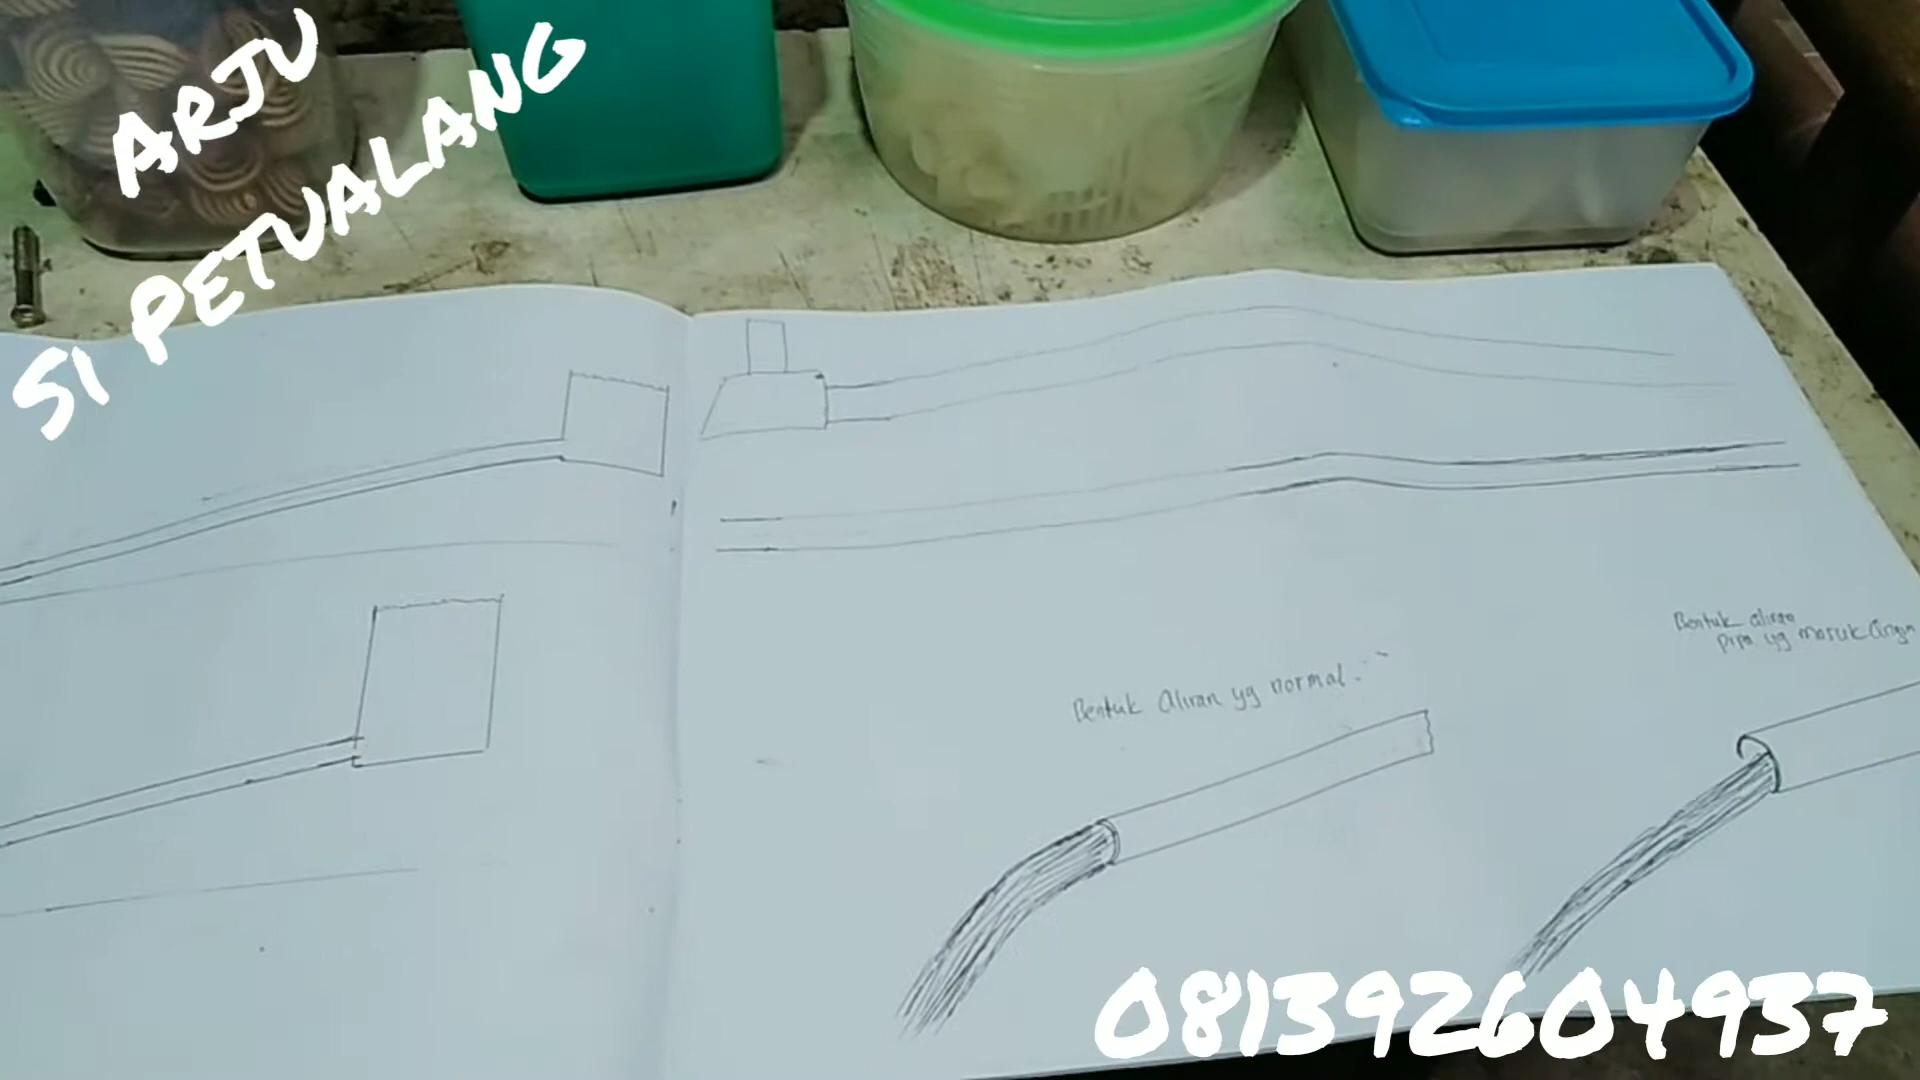 ARJU
SI PETUALANG
Bentuk aliran
pipa yg masuk angin
Bentuk aliran yg normal.
081392604937